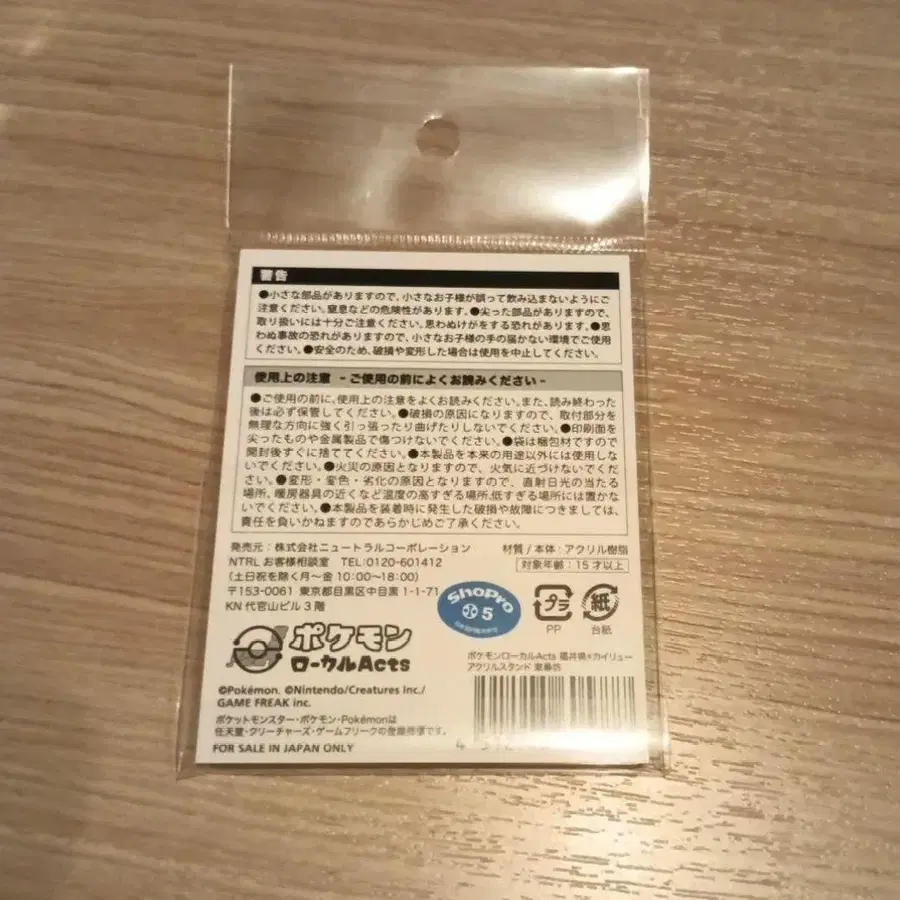 警告
●小さな部品がありますので、小さなお子様が誤って飲み込まないようにご
注意ください。窒息などの危険性があります。●尖った部品がありますので、
取り扱いには十分ご注意ください。思わぬけがをする恐れがあります。●思
わぬ事故の恐れがありますので、小さなお子様の手の届かない環境でご使用
ください。●安全のため、破損や変形した場合は使用を中止してください。
使用上の注意 -ご使用の前によくお読みください-
●ご使用の前に、使用上の注意をよくお読みください。また、読み終わった
後は必ず保管してください。●破損の原因になりますので、取付部分を
無理な方向に強く引っ張ったり曲げたりしないでください。●印刷面を
尖ったものや金属製品で傷つけないでください。●袋は梱包材ですので
開封後すぐに捨ててください。●本製品を本来の用途以外には使用しな
いでください。●火災の原因となりますので、火気に近づけないでくださ
い。●変形・変色・劣化の原因となりますので、直射日光の当たる
場所、暖房器具の近くなど温度の高すぎる場所、低すぎる場所には置かな
いでください。●本製品を装着時に発生した破損や故障につきましては、
責任を負いかねますのであらかじめご了承ください。
発売元：株式会社ニュートラルコーポレーション
材質/本体：アクリル樹脂
NTRL お客様相談室 TEL:0120-601412
対象年齢：15才以上
(土日祝を除く月～金 10:00～18:00)
〒153-0061 東京都目黒区中目黒 1-1-71
KN 代官山ビル3階
ShoPro
5
プラ
PP
紙
台紙
ポケモン
ローカルActs
ポケモンローカルActs 福井県×カイリュー
アクリルスタンド 東尋坊
©Pokémon. ©Nintendo/Creatures Inc./
GAME FREAK inc.
ポケットモンスター・ポケモン・Pokémonは
任天堂・クリーチャーズ・ゲームフリークの登録商標です。
FOR SALE IN JAPAN ONLY